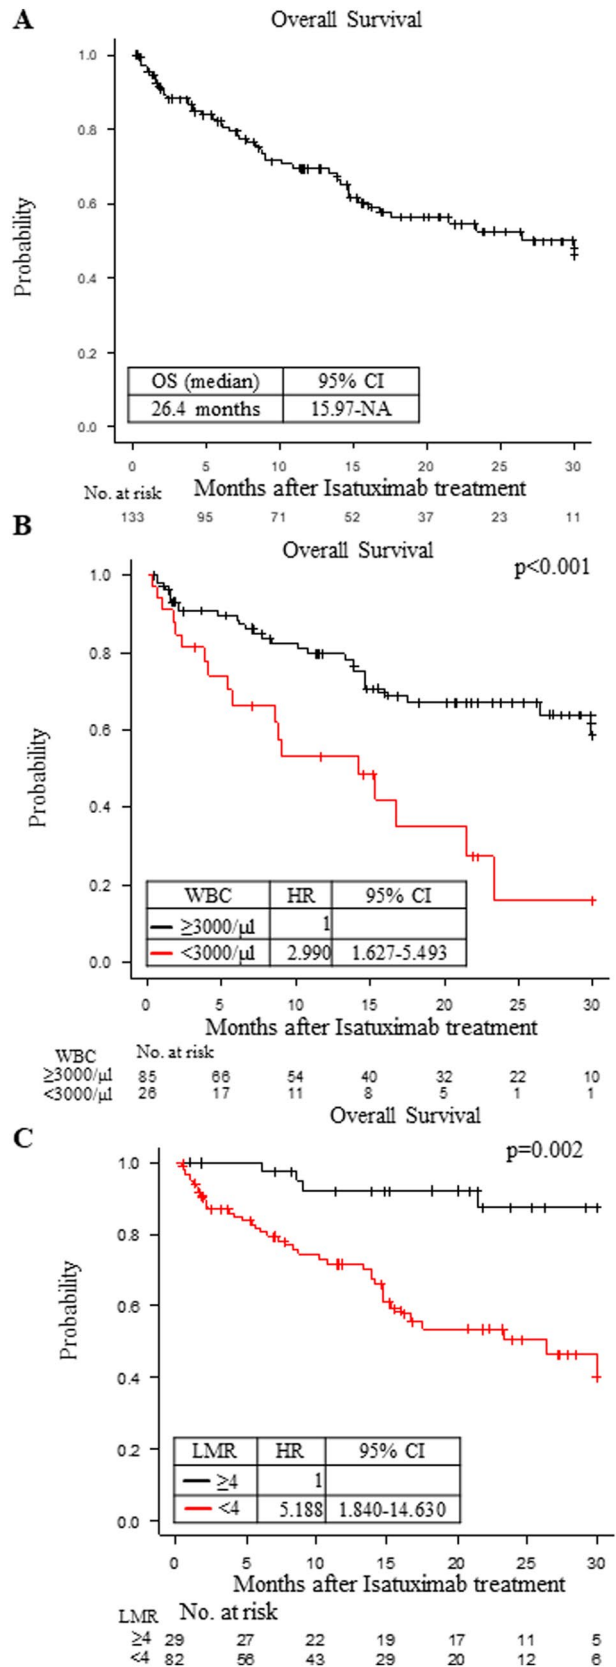 A
Overall Survival
Probability
1.0
0.8
0.6
0.4
0.2
0.0
OS (median) 95% CI
26.4 months 15.97-NA
0 5 10 15 20 25 30
Months after Isatuximab treatment
No. at risk
133 95 71 52 37 23 11
B
Overall Survival
p<0.001
Probability
1.0
0.8
0.6
0.4
0.2
0.0
WBC HR 95% CI
≥3000/μl 1
<3000/μl 2.990 1.627-5.493
0 5 10 15 20 25 30
Months after Isatuximab treatment
WBC No. at risk
≥3000/μl 85 66 54 40 32 22 10
<3000/μl 26 17 11 8 5 1 1
C
Overall Survival
p=0.002
Probability
1.0
0.8
0.6
0.4
0.2
0.0
LMR HR 95% CI
≥4 1
<4 5.188 1.840-14.630
0 5 10 15 20 25 30
Months after Isatuximab treatment
LMR No. at risk
≥4 29 27 22 19 17 11 5
<4 82 56 43 29 20 12 6